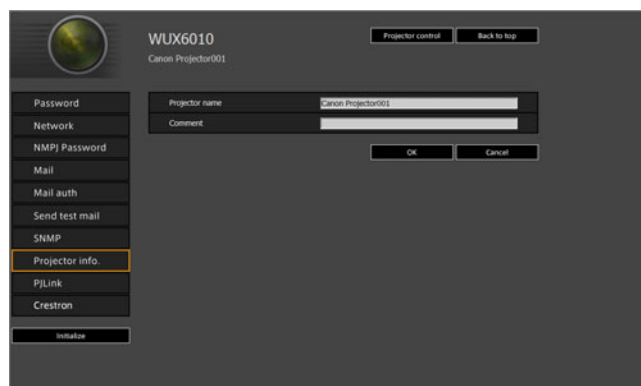 WUX6010
Canon Projector001
Projector control
Back to top
Password
Network
NMPJ Password
Mail
Mail auth
Send test mail
SNMP
Projector info.
PJLink
Crestron
Initialize
Projector name
Canon Projector001
Comment
OK
Cancel